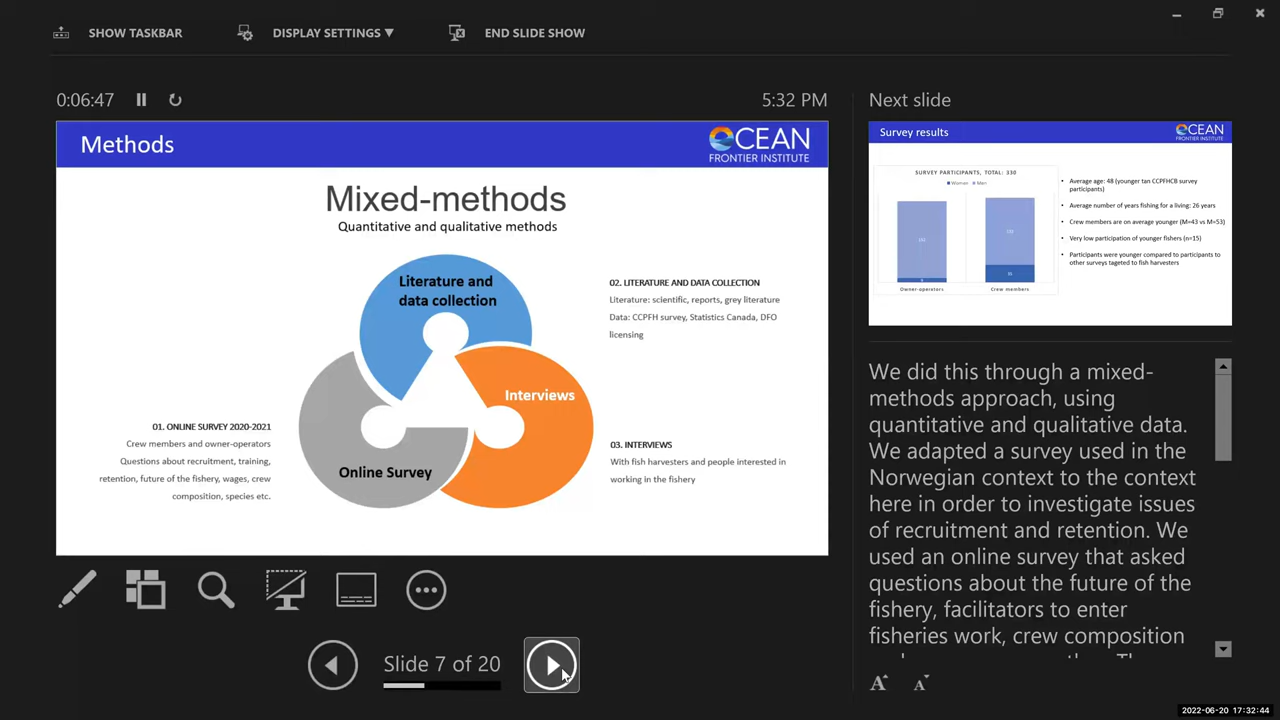 SHOW TASKBAR
DISPLAY SETTINGS ▼
END SLIDE SHOW
0:06:47
5:32 PM
Methods
OCEAN
FRONTIER INSTITUTE
Mixed-methods
Quantitative and qualitative methods
Literature and
data collection
02. LITERATURE AND DATA COLLECTION
Literature: scientific, reports, grey literature
Data: CCPFH survey, Statistics Canada, DFO
licensing
Interviews
01. ONLINE SURVEY 2020-2021
Crew members and owner-operators
Questions about recruitment, training,
retention, future of the fishery, wages, crew
composition, species etc.
Online Survey
03. INTERVIEWS
With fish harvesters and people interested in
working in the fishery
Slide 7 of 20
Next slide
Survey results
OCEAN
FRONTIER INSTITUTE
SURVEY PARTICIPANTS, TOTAL: 330
Women Men
Owner-operators
Crew members
• Average age: 48 (younger tan CCPFHCB survey
participants)
• Average number of years fishing for a living: 26 years
• Crew members are on average younger (M=43 vs M=53)
• Very low participation of younger fishers (n=15)
• Participants were younger compared to participants to
other surveys tageted to fish harvesters
We did this through a mixed-
methods approach, using
quantitative and qualitative data.
We adapted a survey used in the
Norwegian context to the context
here in order to investigate issues
of recruitment and retention. We
used an online survey that asked
questions about the future of the
fishery, facilitators to enter
fisheries work, crew composition
A A
2022-06-20 17:32:44